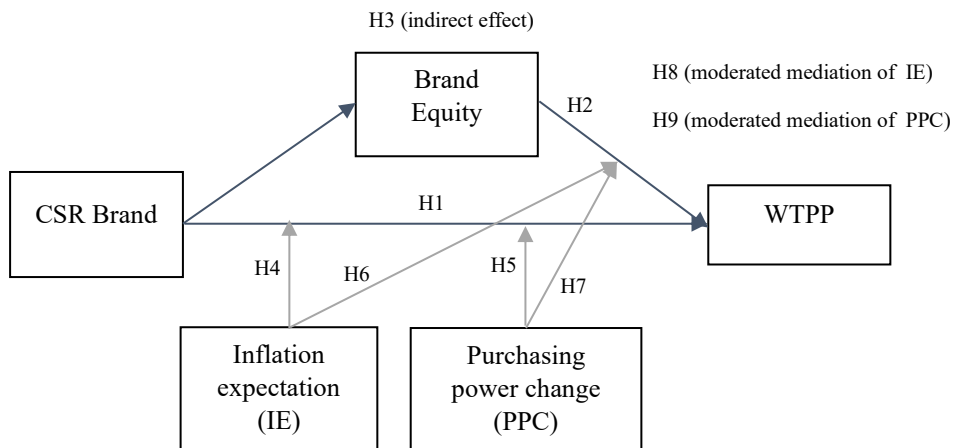 H3 (indirect effect)
Brand
Equity
H8 (moderated mediation of IE)
H2
H9 (moderated mediation of PPC)
CSR Brand
H1
WTPP
H4
H6
H5
H7
Inflation
expectation
(IE)
Purchasing
power change
(PPC)